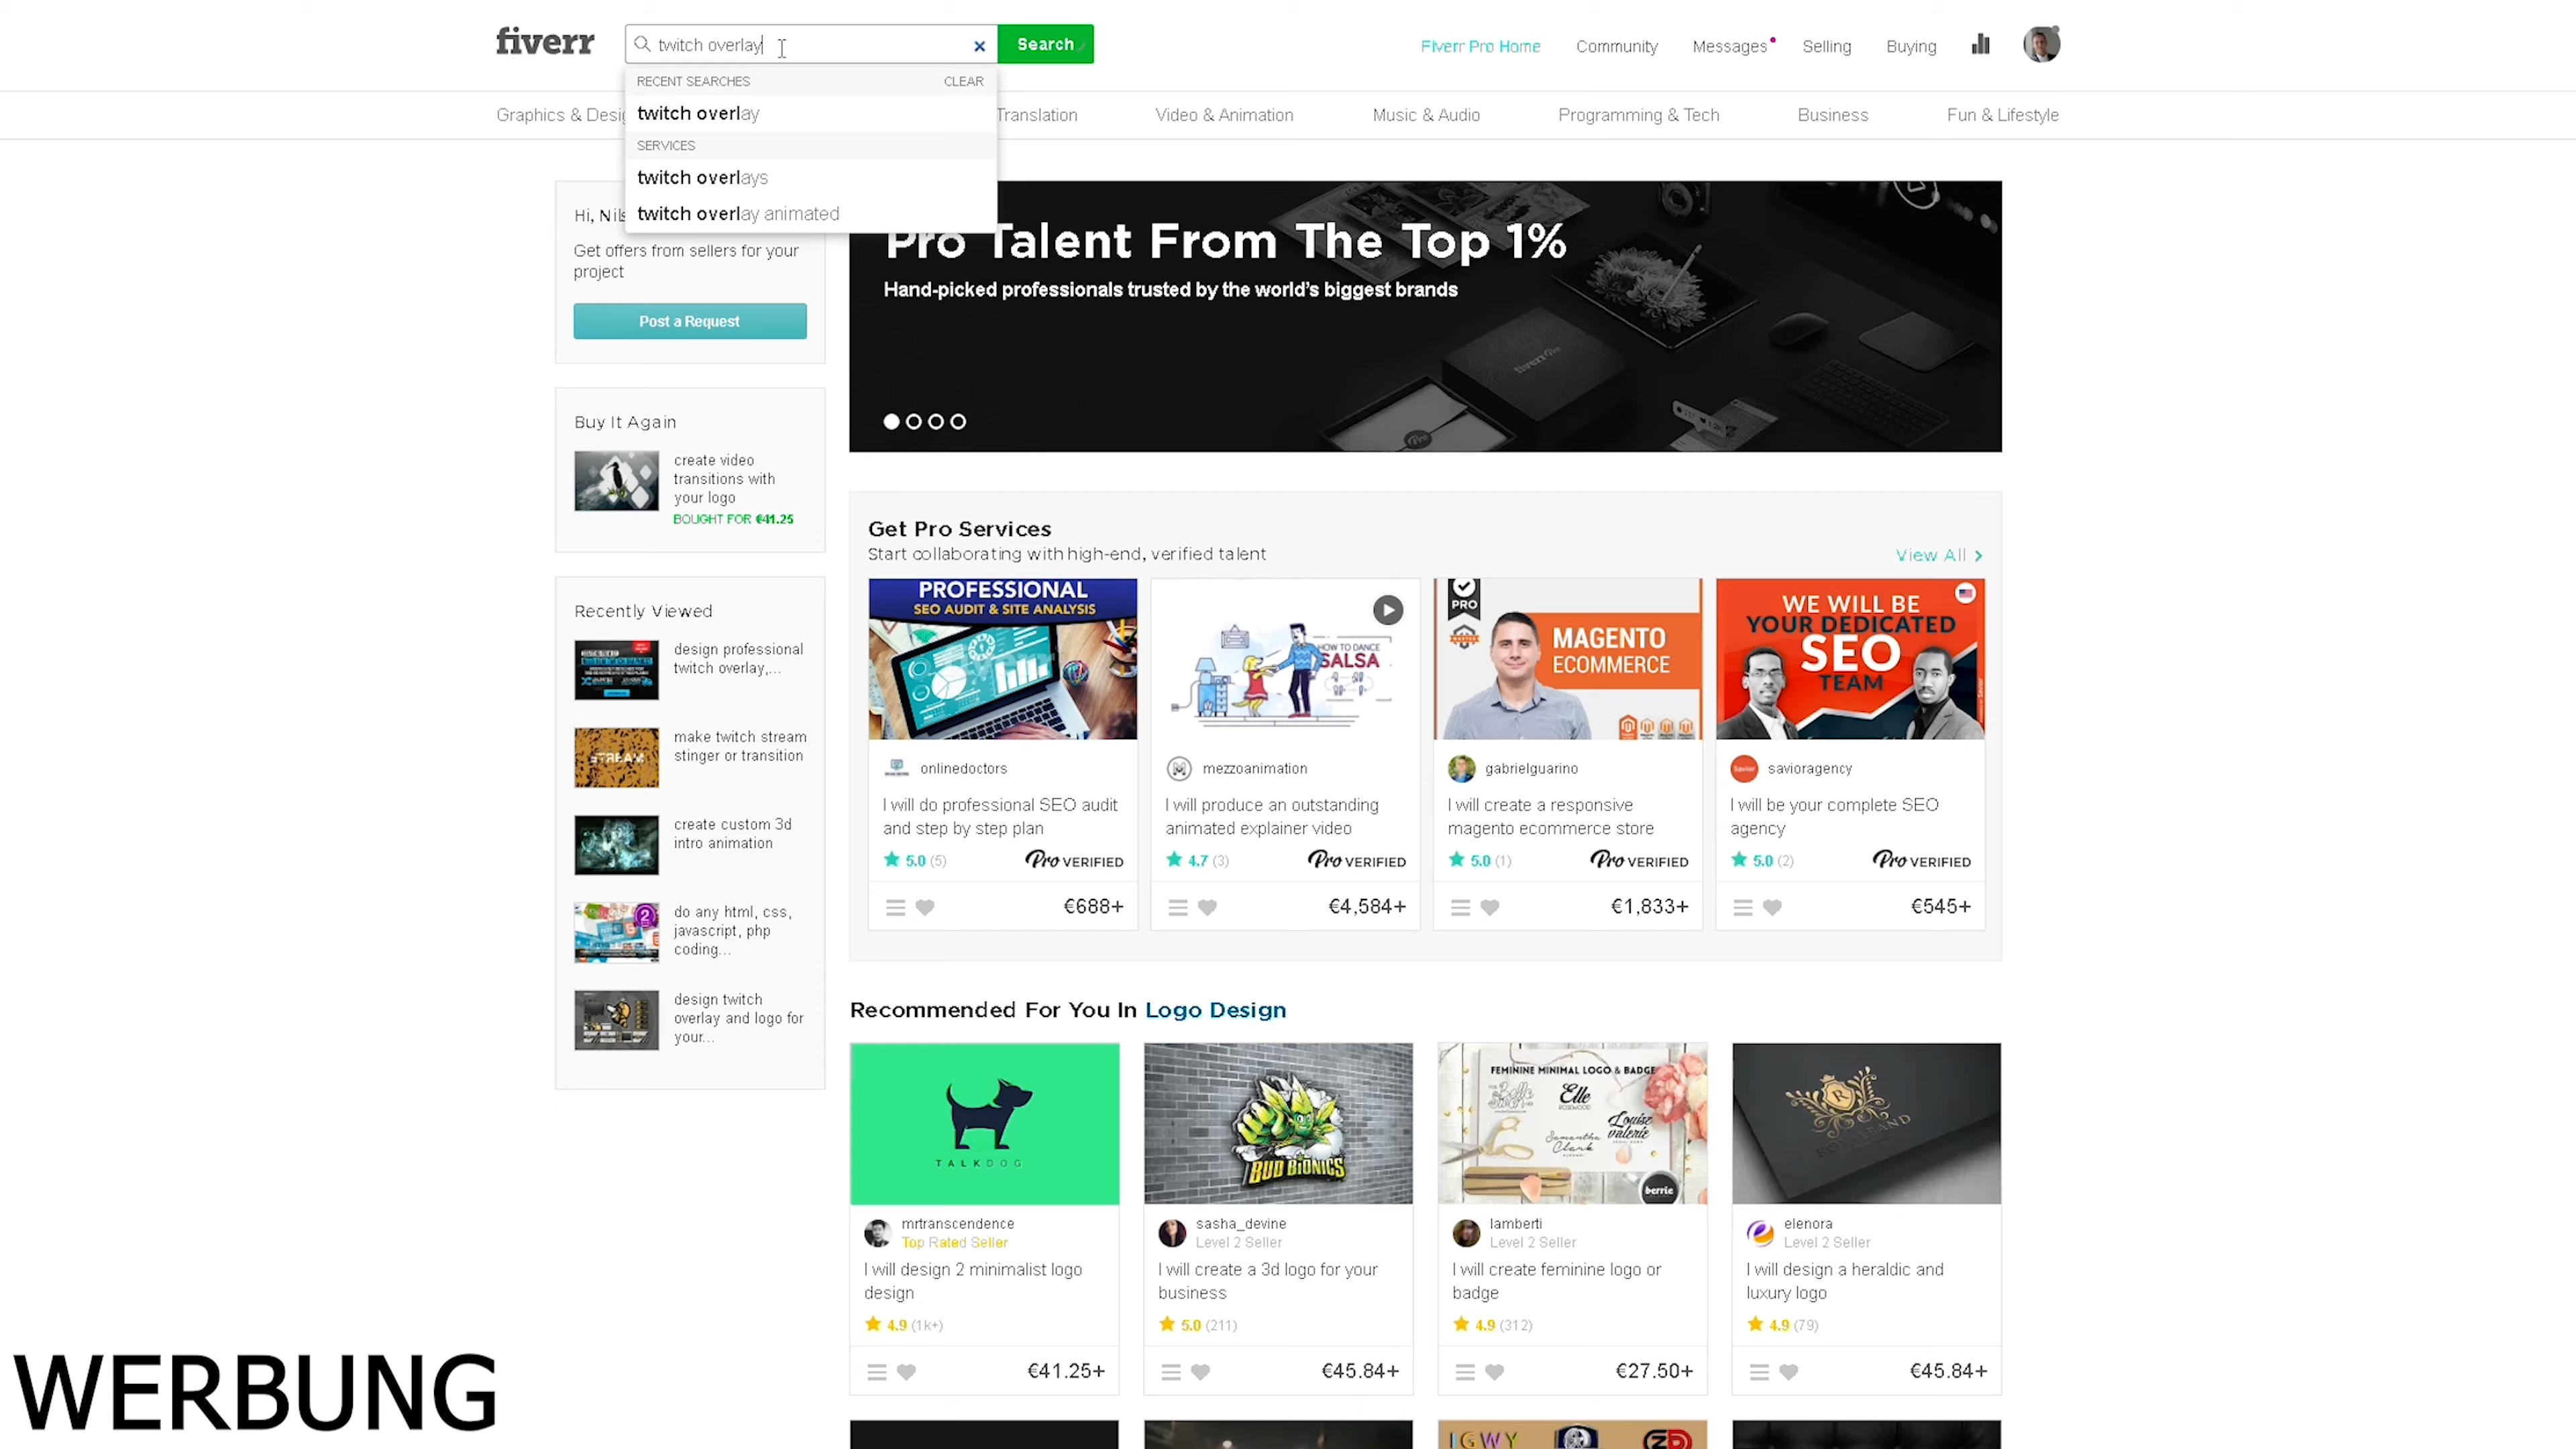 fiverr
twitch overlay
Search
Fiverr Pro Home
Community
Messages
Selling
Buying
RECENT SEARCHES
CLEAR
twitch overlay
SERVICES
twitch overlays
twitch overlay animated
Graphics & Desig
Translation
Video & Animation
Music & Audio
Programming & Tech
Business
Fun & Lifestyle
Hi, Nils
Get offers from sellers for your
project
Post a Request
Pro Talent From The Top 1%
Hand-picked professionals trusted by the world's biggest brands
Buy It Again
create video
transitions with
your logo
BOUGHT FOR €41.25
Recently Viewed
design professional
twitch overlay,...
STREAM
make twitch stream
stinger or transition
create custom 3d
intro animation
do any html, css,
javascript, php
coding...
design twitch
overlay and logo for
your...
Get Pro Services
Start collaborating with high-end, verified talent
View All >
PROFESSIONAL
SEO AUDIT & SITE ANALYSIS
onlinedoctors
I will do professional SEO audit
and step by step plan
5.0 (5)
Pro VERIFIED
€688+
HOW TO DANCE
SALSA
mezzoanimation
I will produce an outstanding
animated explainer video
4.7 (3)
Pro VERIFIED
€4,584+
PRO
MAGENTO
ECOMMERCE
gabrielguarino
I will create a responsive
magento ecommerce store
5.0 (1)
Pro VERIFIED
€1,833+
WE WILL BE
YOUR DEDICATED
SEO
TEAM
savioragency
I will be your complete SEO
agency
5.0 (2)
Pro VERIFIED
€545+
Recommended For You In Logo Design
TALKDOG
mrtranscendence
Top Rated Seller
I will design 2 minimalist logo
design
4.9 (1k+)
€41.25+
BUD BIONICS
sasha_devine
Level 2 Seller
I will create a 3d logo for your
business
5.0 (211)
€45.84+
FEMININE MINIMAL LOGO & BADGE
Elle
ROSEWOOD
Louise
valerie
Samantha
Clark
berrie
lamberti
Level 2 Seller
I will create feminine logo or
badge
4.9 (312)
€27.50+
R
elenora
Level 2 Seller
I will design a heraldic and
luxury logo
4.9 (79)
€45.84+
WERBUNG